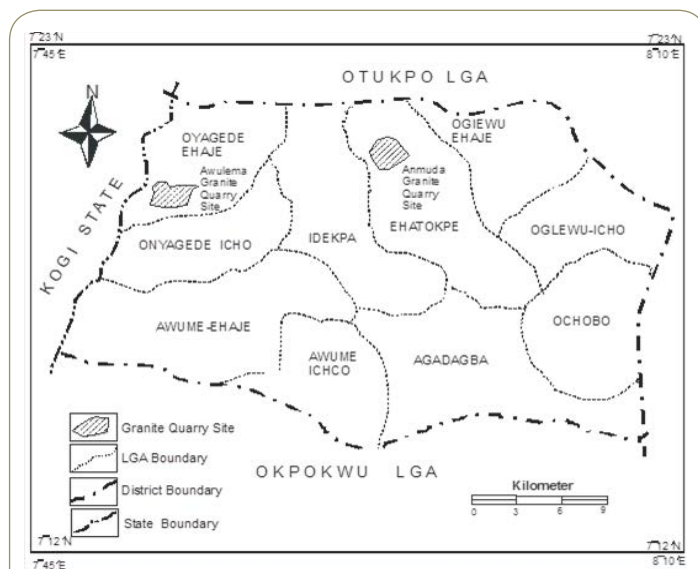 7°23'N
7°23'N
7°45'E
8°10'E
OTUKPO LGA
N
OYAGEDE
EHAJE
OGIEWU
EHAJE
Awulema
Granite
Quarry
Site
Anmuda
Granite
Quarry
Site
KOGI STATE
EHATOKPE
ONYAGEDE ICHO
IDEKPA
OGLEWU-ICHO
AWUME-EHAJE
AWUME
ICHCO
AGADAGBA
OCHOBO
Granite Quarry Site
LGA Boundary
District Boundary
State Boundary
OKPOKWU LGA
Kilometer
0 3 6 9
7°12'N
7°12'N
7°45'E
8°10'E